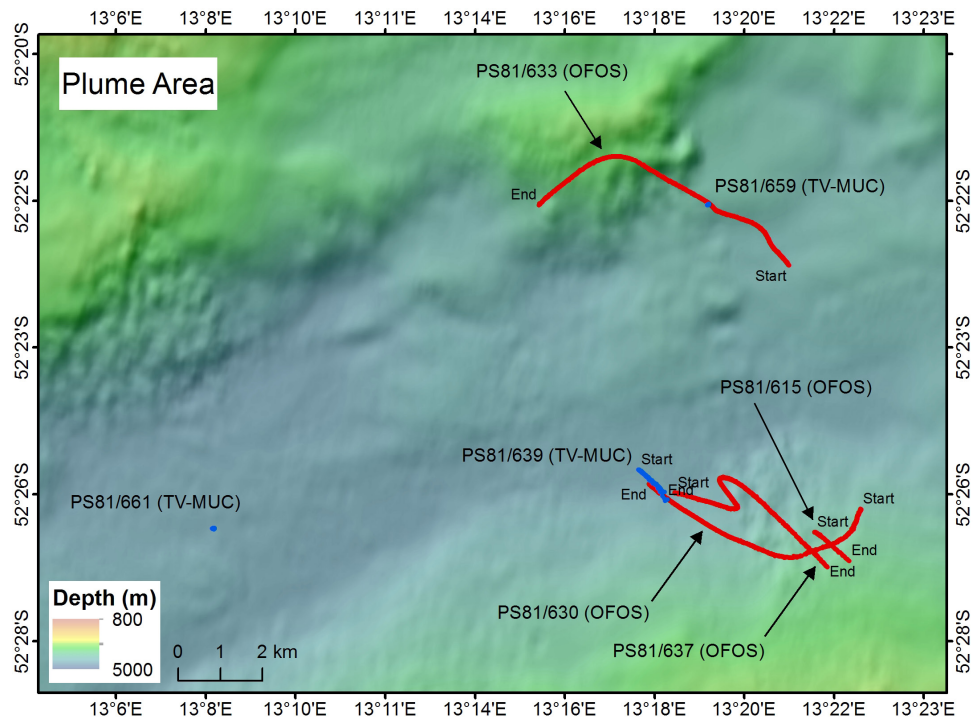 13°6'E 13°8'E 13°10'E 13°12'E 13°14'E 13°16'E 13°18'E 13°20'E 13°22'E 13°23'E
52°20'S 52°20'S
Plume Area
PS81/633 (OFOS)
End
PS81/659 (TV-MUC)
52°22'S 52°22'S
Start
52°23'S 52°23'S
PS81/615 (OFOS)
PS81/639 (TV-MUC)
Start
Start
End
End
Start
PS81/661 (TV-MUC)
52°26'S 52°26'S
Start
End
End
Depth (m)
800
5000
0 1 2 km
PS81/630 (OFOS)
PS81/637 (OFOS)
52°28'S 52°28'S
13°6'E 13°8'E 13°10'E 13°12'E 13°14'E 13°16'E 13°18'E 13°20'E 13°22'E 13°23'E